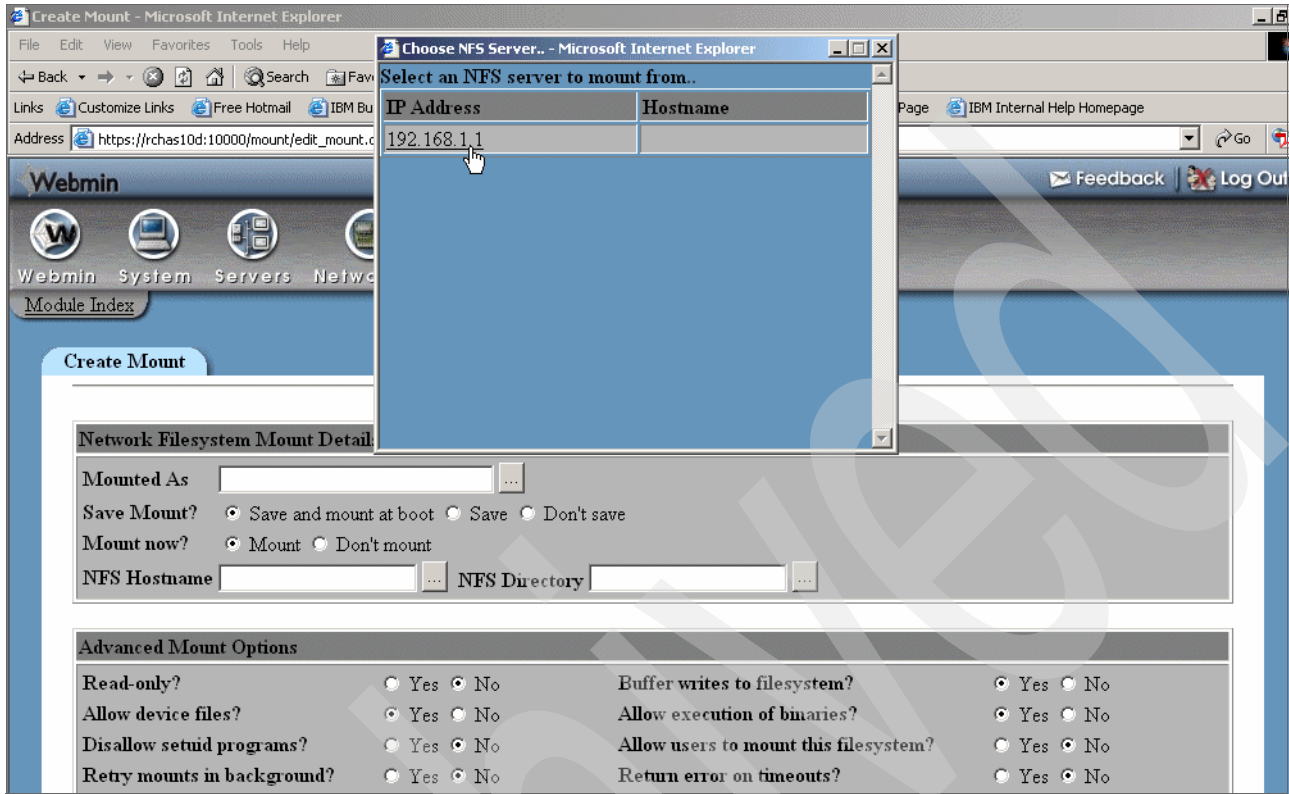 Create Mount - Microsoft Internet Explorer
File Edit View Favorites Tools Help
Back Search
Links Customize Links Free Hotmail Page IBM Internal Help Homepage
Address https://rchas10d:10000/mount/edit_mount.c Go
Choose NFS Server.. - Microsoft Internet Explorer
Select an NFS server to mount from..
IP Address Hostname
192.168.1.1
Webmin Feedback Log Out
Webmin System Servers
Module Index
Create Mount
Network Filesystem Mount Details
Mounted As ...
Save Mount? Save and mount at boot Save Don't save
Mount now? Mount Don't mount
NFS Hostname ... NFS Directory ...
Advanced Mount Options
Read-only? Yes No Buffer writes to filesystem? Yes No
Allow device files? Yes No Allow execution of binaries? Yes No
Disallow setuid programs? Yes No Allow users to mount this filesystem? Yes No
Retry mounts in background? Yes No Return error on timeouts? Yes No